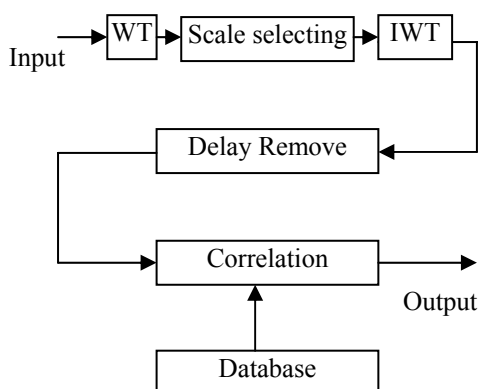 Input
WT
Scale selecting
IWT
Delay Remove
Correlation
Output
Database